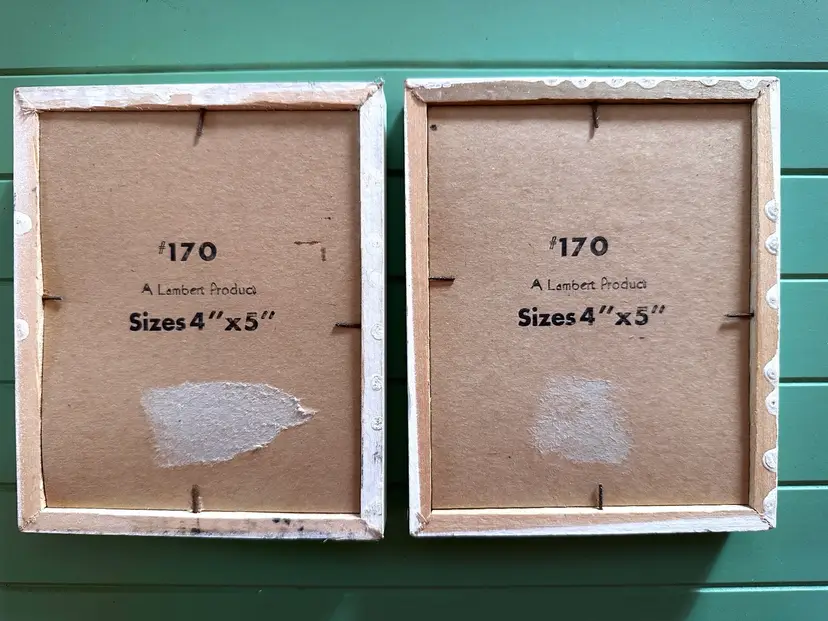 #170
A Lambert Product
Sizes 4"x5"
#170
A Lambert Product
Sizes 4"x5"